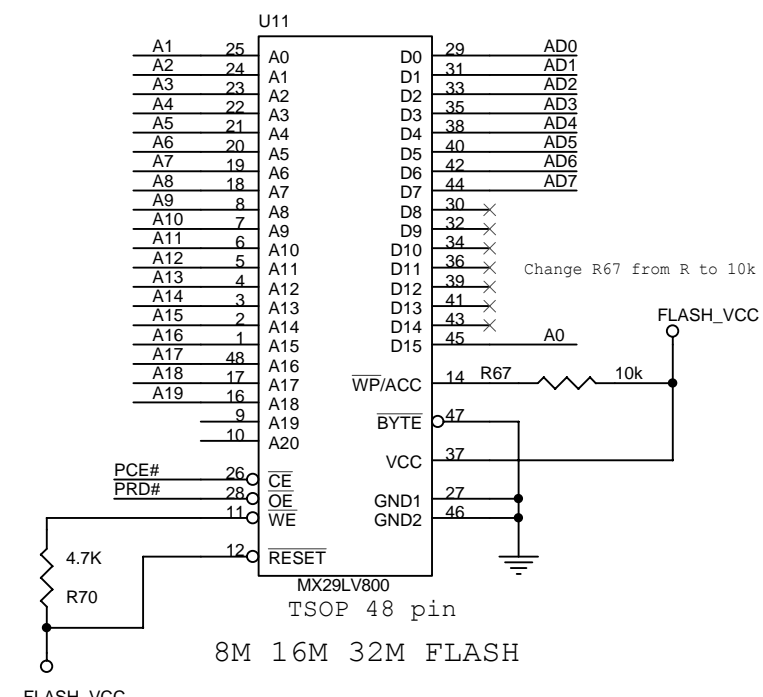 U11
A1 25 A0 D0 29 AD0
A2 24 A1 D1 31 AD1
A3 23 A2 D2 33 AD2
A4 22 A3 D3 35 AD3
A5 21 A4 D4 38 AD4
A6 20 A5 D5 40 AD5
A7 19 A6 D6 42 AD6
A8 18 A7 D7 44 AD7
A9 8 A8 D8 30
A10 7 A9 D9 32
A11 6 A10 D10 34
A12 5 A11 D11 36 Change R67 from R to 10k
A13 4 A12 D12 39
A14 3 A13 D13 41
A15 2 A14 D14 43 FLASH_VCC
A16 1 A15 D15 45 A0
A17 48 A16
A18 17 A17 WP/ACC 14 R67 10k
A19 16 A18
9 A19 BYTE 47
10 A20
VCC 37
PCE# 26 CE
PRD# 28 OE GND1 27
11 WE GND2 46
12 RESET
4.7K
R70
MX29LV800
TSOP 48 pin
8M 16M 32M FLASH
FLASH_VCC